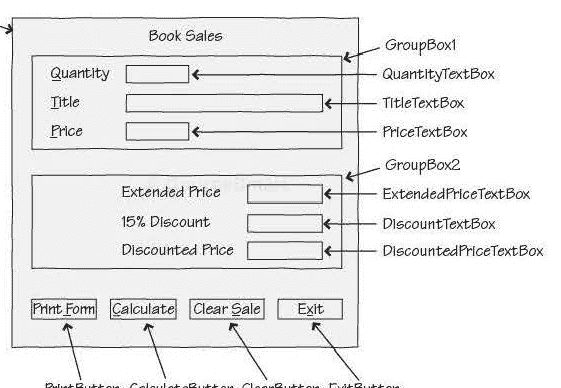 Book Sales
GroupBox1
Quantity
QuantityTextBox
Title
TitleTextBox
Price
PriceTextBox
GroupBox2
Extended Price
ExtendedPriceTextBox
15% Discount
DiscountTextBox
Discounted Price
DiscountedPriceTextBox
Print Form Calculate Clear Sale Exit
PrintButton CalculateButton ClearButton ExitButton